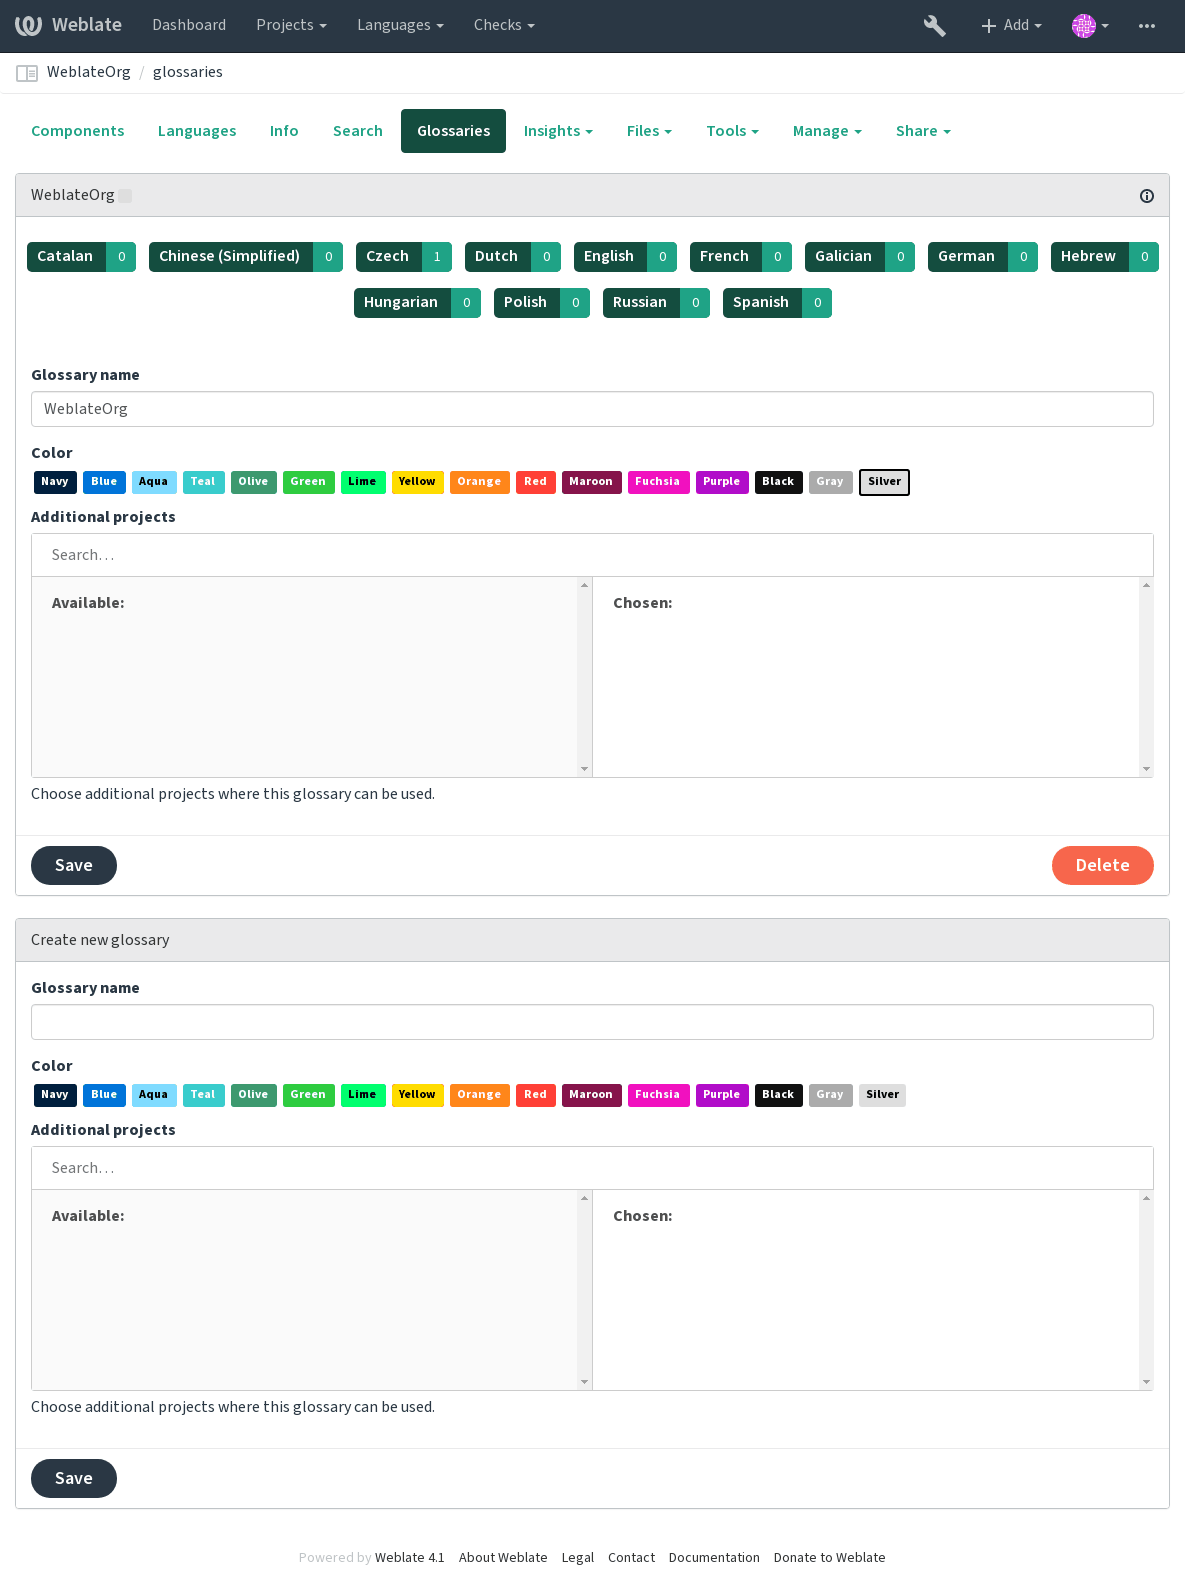 Weblate Dashboard Projects Languages Checks Add
WeblateOrg / glossaries
Components Languages Info Search Glossaries Insights Files Tools Manage Share
WeblateOrg
Catalan 0 Chinese (Simplified) 0 Czech 1 Dutch 0 English 0 French 0 Galician 0 German 0 Hebrew 0
Hungarian 0 Polish 0 Russian 0 Spanish 0
Glossary name
WeblateOrg
Color
Navy Blue Aqua Teal Olive Green Lime Yellow Orange Red Maroon Fuchsia Purple Black Gray Silver
Additional projects
Search…
Available: Chosen:
Choose additional projects where this glossary can be used.
Save Delete
Create new glossary
Glossary name
Color
Navy Blue Aqua Teal Olive Green Lime Yellow Orange Red Maroon Fuchsia Purple Black Gray Silver
Additional projects
Search…
Available: Chosen:
Choose additional projects where this glossary can be used.
Save
Powered by Weblate 4.1 About Weblate Legal Contact Documentation Donate to Weblate